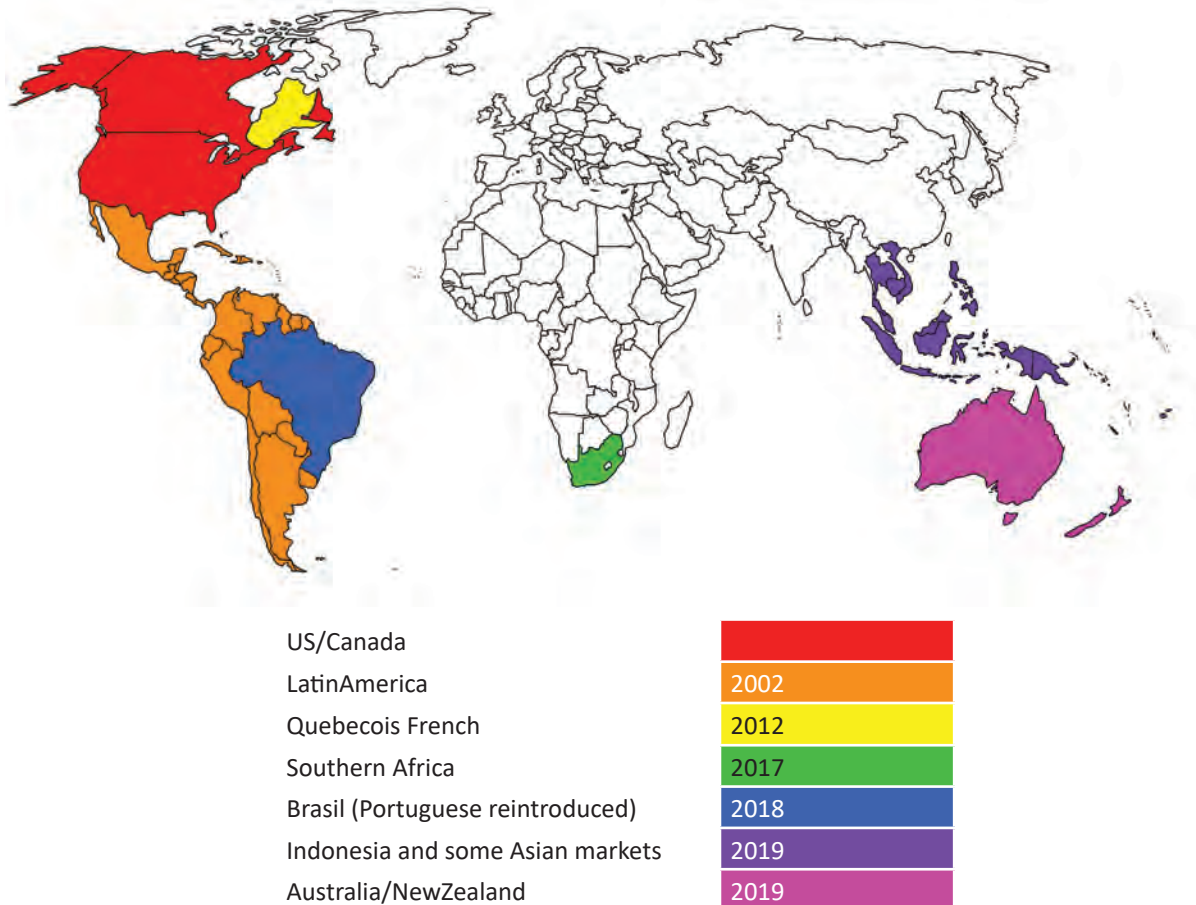 US/Canada
LatinAmerica 2002
Quebecois French 2012
Southern Africa 2017
Brasil (Portuguese reintroduced) 2018
Indonesia and some Asian markets 2019
Australia/NewZealand 2019